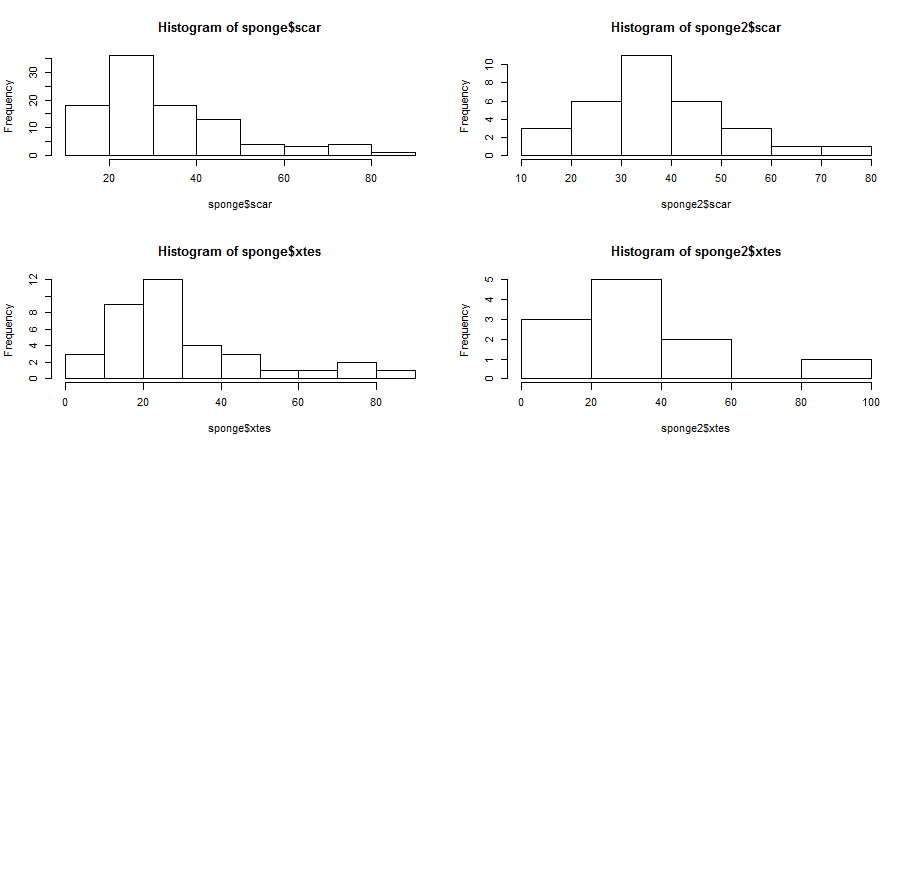 Histogram of sponge$scar
Frequency
0 10 20 30
20 40 60 80
sponge$scar
Histogram of sponge2$scar
Frequency
0 2 4 6 8 10
10 20 30 40 50 60 70 80
sponge2$scar
Histogram of sponge$xtes
Frequency
0 2 4 6 8 12
0 20 40 60 80
sponge$xtes
Histogram of sponge2$xtes
Frequency
0 1 2 3 4 5
0 20 40 60 80 100
sponge2$xtes